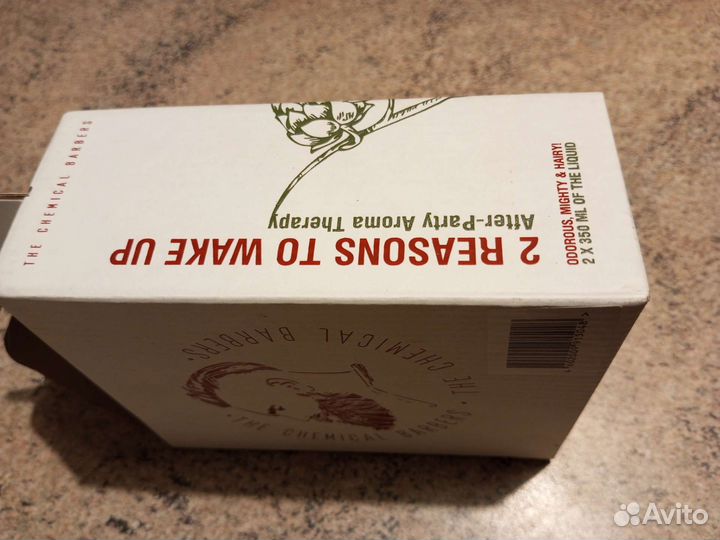 THE CHEMICAL BARBERS
2 REASONS TO WAKE UP
After-Party Aroma Therapy
ODOROUS, MIGHTY & HAIRY!
2 X 350 ML OF THE LIQUID
THE CHEMICAL BARBERS
THE CHEMICAL BARBERS
Avito